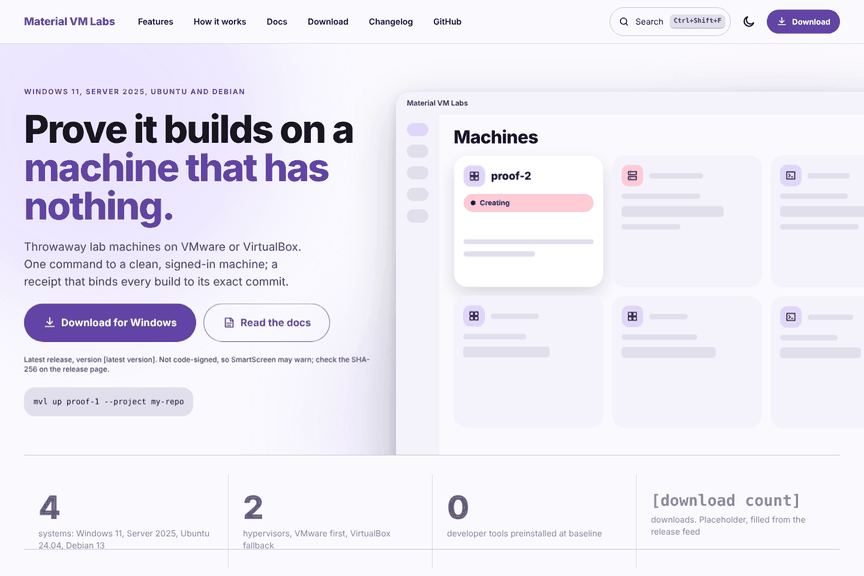 Material VM Labs
Features
How it works
Docs
Download
Changelog
GitHub
Search
Ctrl+Shift+F
Download
WINDOWS 11, SERVER 2025, UBUNTU AND DEBIAN
Prove it builds on a
machine that has
nothing.
Throwaway lab machines on VMware or VirtualBox.
One command to a clean, signed-in machine; a
receipt that binds every build to its exact commit.
Download for Windows
Read the docs
Latest release, version [latest version]. Not code-signed, so SmartScreen may warn; check the SHA-
256 on the release page.
mvl up proof-1 --project my-repo
Material VM Labs
Machines
proof-2
Creating
4
systems: Windows 11, Server 2025, Ubuntu
24.04, Debian 13
2
hypervisors, VMware first, VirtualBox
fallback
0
developer tools preinstalled at baseline
[download count]
downloads. Placeholder, filled from the
release feed